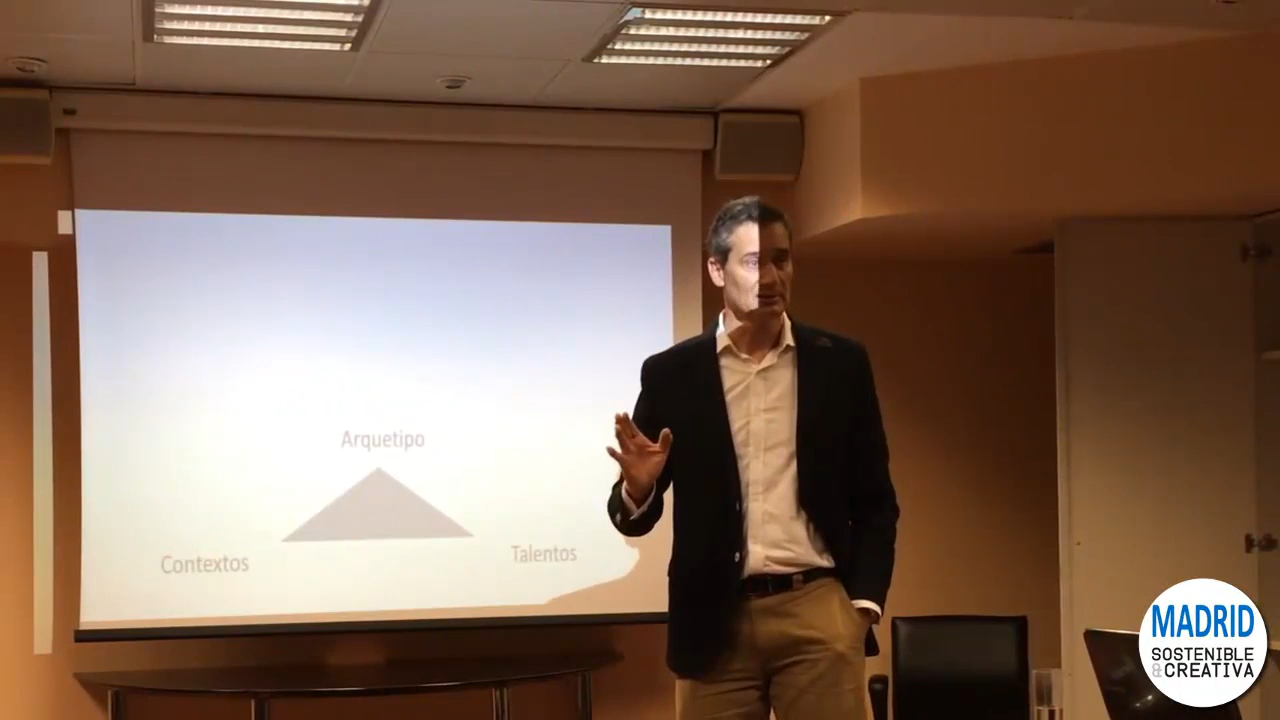 Arquetipo
Contextos
Talentos
MADRID
SOSTENIBLE
&CREATIVA